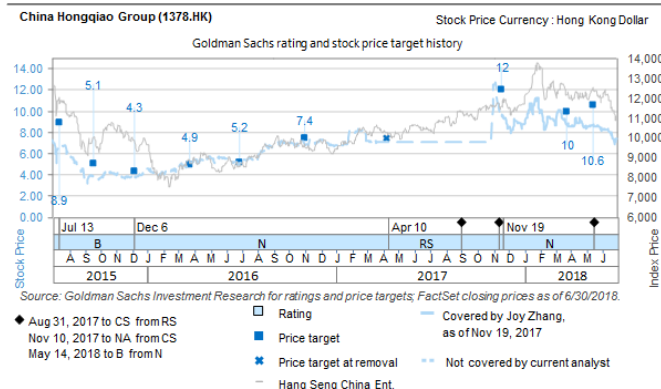 China Hongqiao Group (1378.HK) Stock Price Currency : Hong Kong Dollar
Goldman Sachs rating and stock price target history
14.00 12.00 10.00 8.00 6.00 4.00 2.00 0.00
Stock Price
14,000 13,000 12,000 11,000 10,000 9,000 8,000 7,000 6,000
Index Price
8.9 5.1 4.3 4.9 5.2 7.4 12 10 10.6
Jul 13 Dec 6 Apr 10 Nov 19
B N RS N
A S O N D J F M A M J J A S O N D J F M A M J J A S O N D J F M A M J
2015 2016 2017 2018
Source: Goldman Sachs Investment Research for ratings and price targets; FactSet closing prices as of 6/30/2018.
Aug 31, 2017 to CS from RS
Nov 10, 2017 to NA from CS
May 14, 2018 to B from N
Rating
Price target
Price target at removal
Hang Seng China Ent.
Covered by Joy Zhang,
as of Nov 19, 2017
Not covered by current analyst